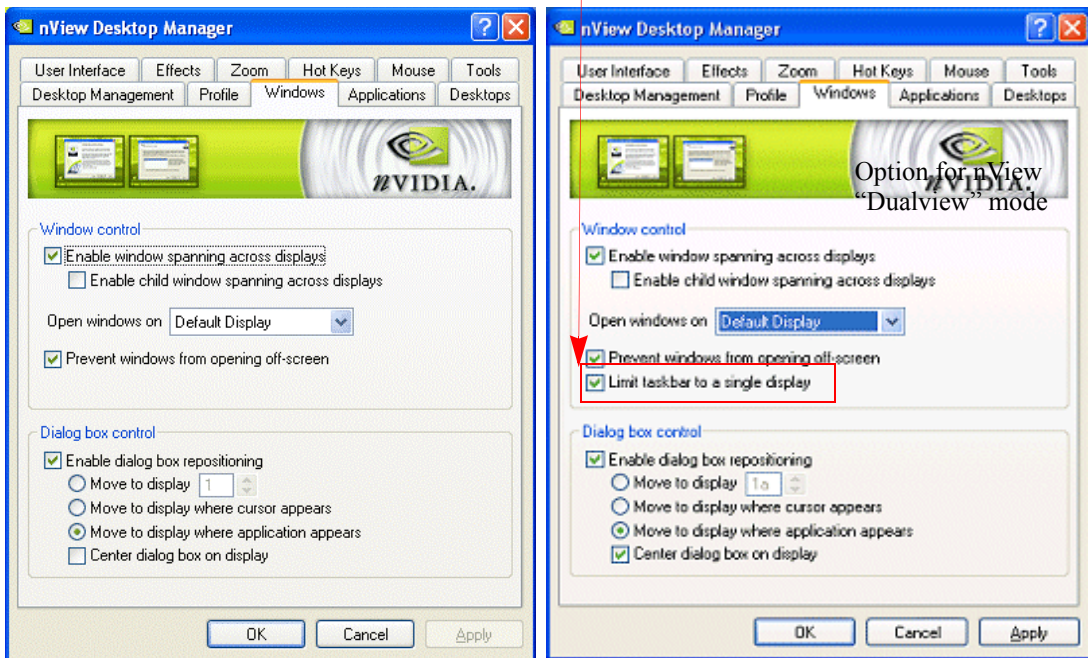 nView Desktop Manager
User Interface Effects Zoom Hot Keys Mouse Tools
Desktop Management Profile Windows Applications Desktops
nVIDIA.
Window control
Enable window spanning across displays
Enable child window spanning across displays
Open windows on Default Display
Prevent windows from opening off-screen
Dialog box control
Enable dialog box repositioning
Move to display 1
Move to display where cursor appears
Move to display where application appears
Center dialog box on display
OK Cancel Apply
nView Desktop Manager
User Interface Effects Zoom Hot Keys Mouse Tools
Desktop Management Profile Windows Applications Desktops
nVIDIA.
Option for nView
“Dualview” mode
Window control
Enable window spanning across displays
Enable child window spanning across displays
Open windows on Default Display
Prevent windows from opening off-screen
Limit taskbar to a single display
Dialog box control
Enable dialog box repositioning
Move to display 1a
Move to display where cursor appears
Move to display where application appears
Center dialog box on display
OK Cancel Apply